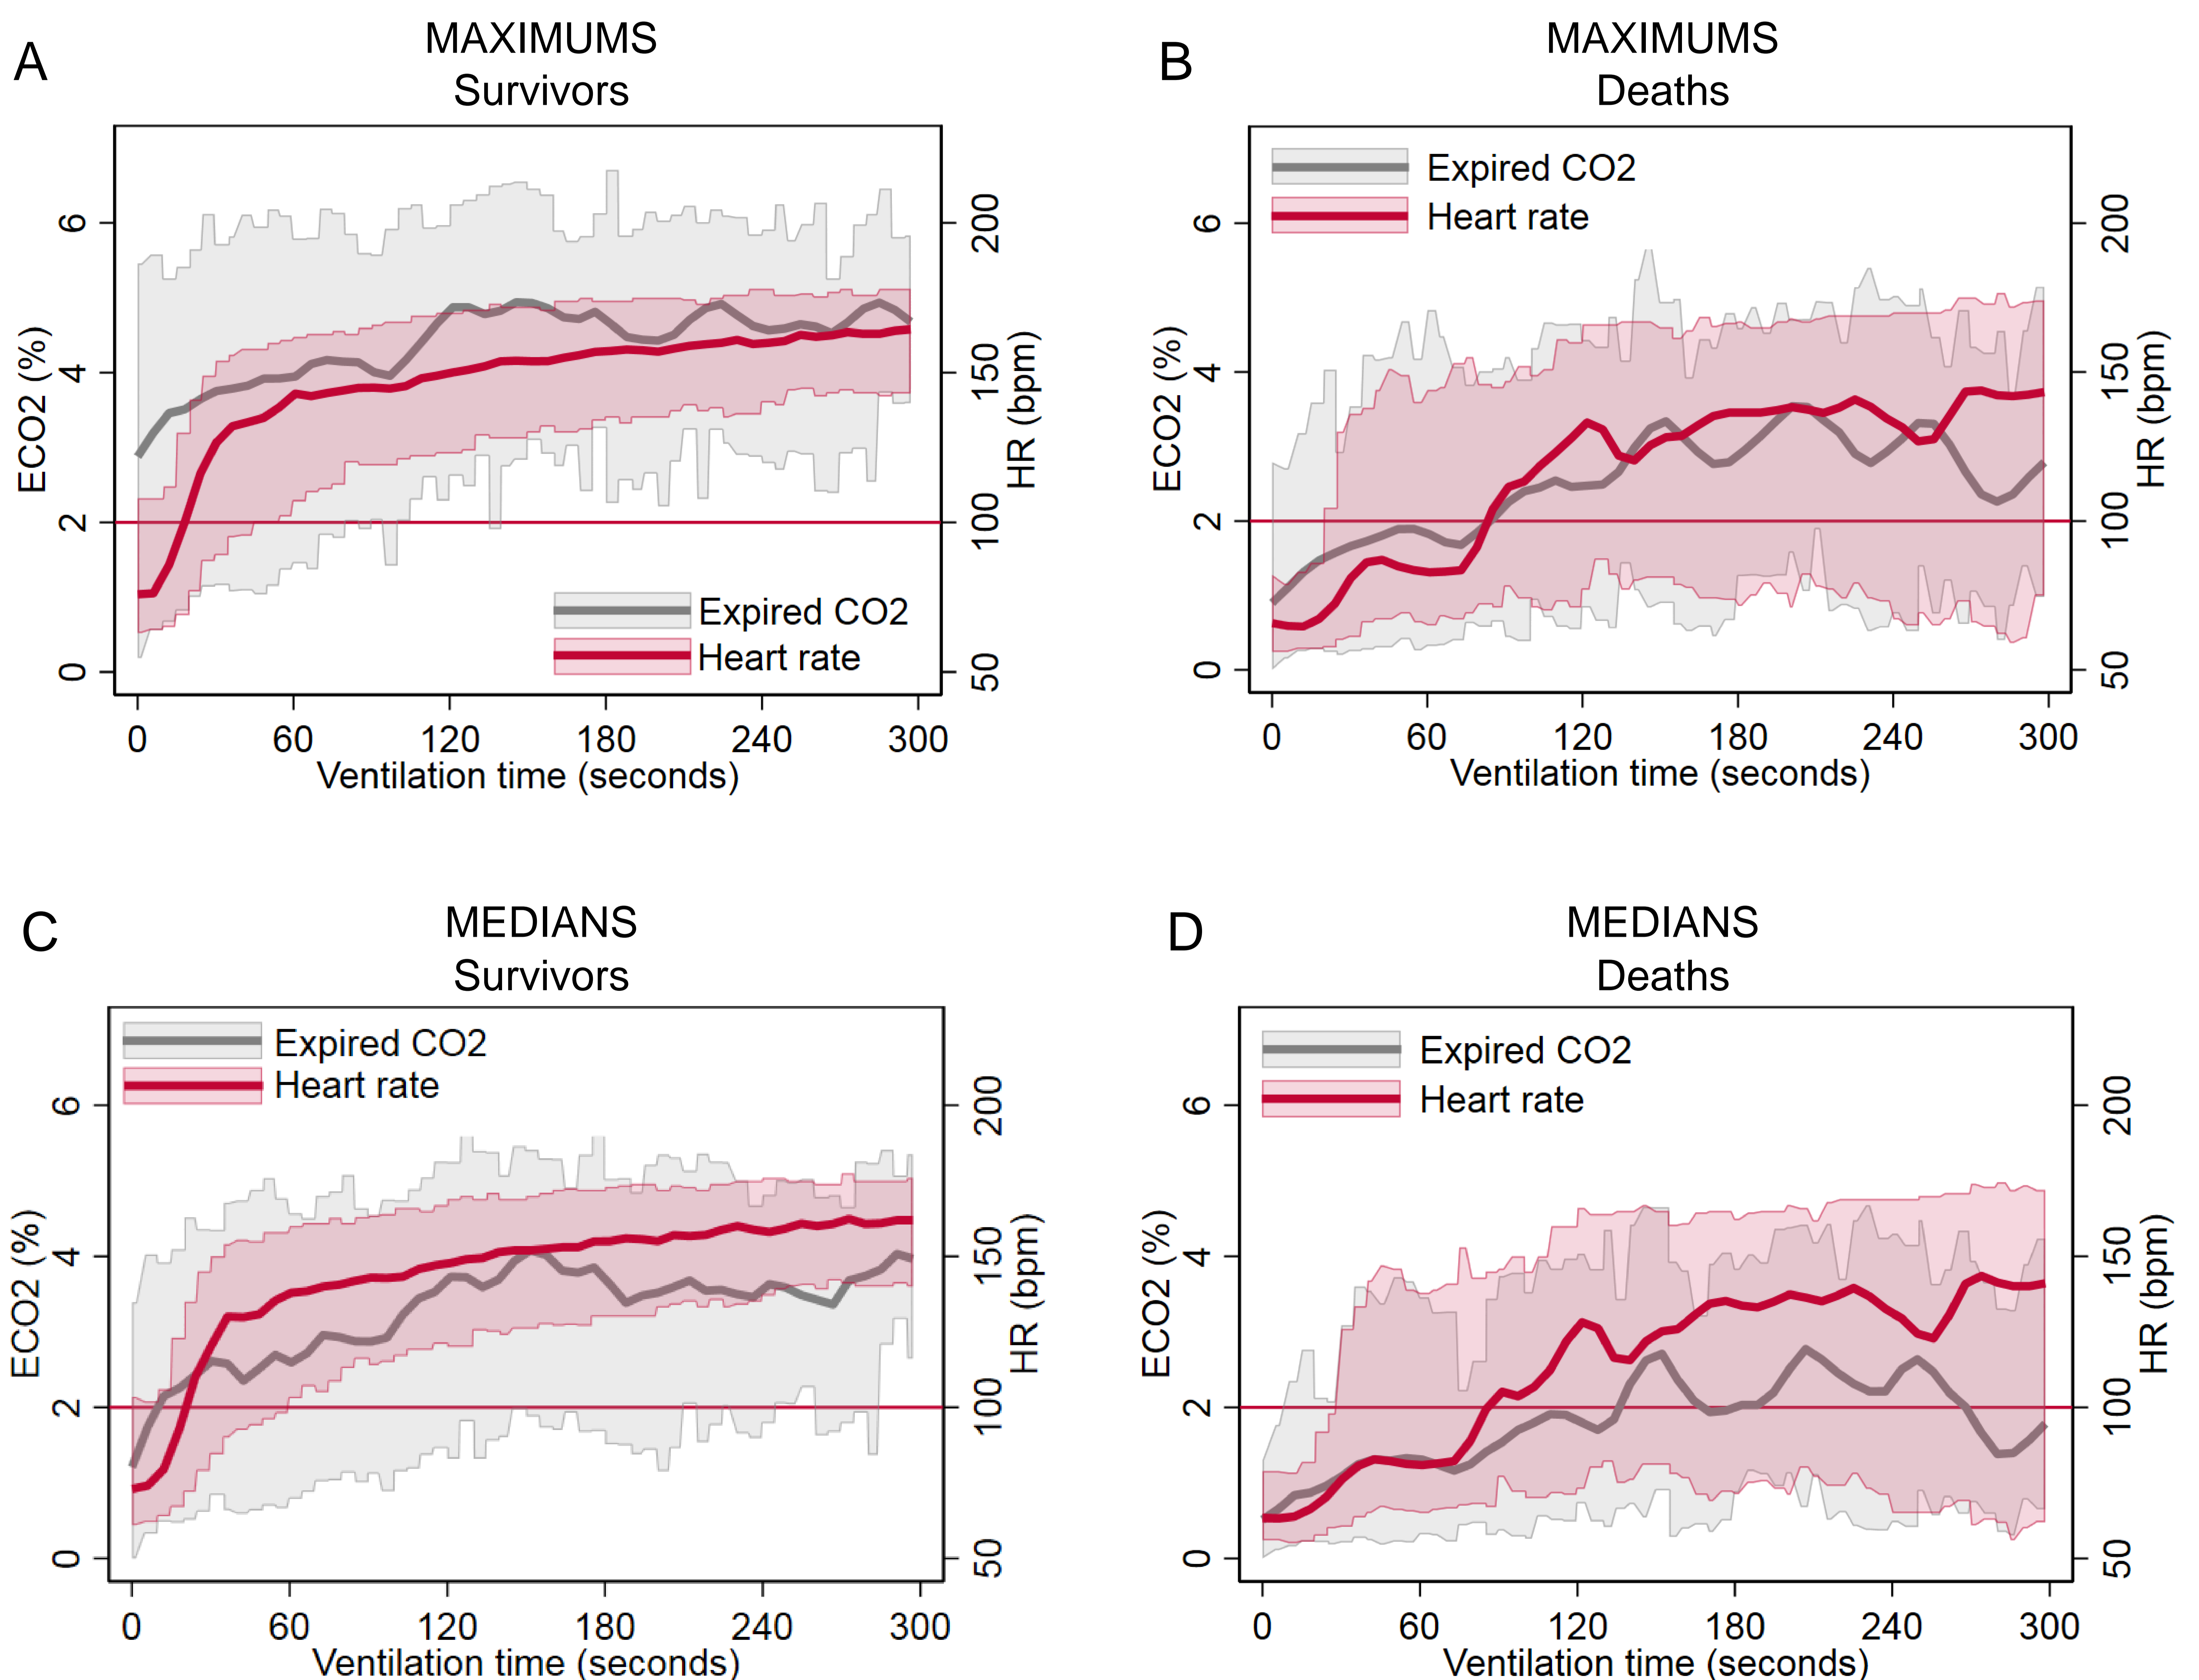 A
MAXIMUMS
Survivors
6
4
2
0
ECO2 (%)
200
150
100
50
HR (bpm)
Expired CO2
Heart rate
0 60 120 180 240 300
Ventilation time (seconds)
B
MAXIMUMS
Deaths
Expired CO2
Heart rate
6
4
2
0
ECO2 (%)
200
150
100
50
HR (bpm)
0 60 120 180 240 300
Ventilation time (seconds)
C
MEDIANS
Survivors
Expired CO2
Heart rate
6
4
2
0
ECO2 (%)
200
150
100
50
HR (bpm)
0 60 120 180 240 300
Ventilation time (seconds)
D
MEDIANS
Deaths
Expired CO2
Heart rate
6
4
2
0
ECO2 (%)
200
150
100
50
HR (bpm)
0 60 120 180 240 300
Ventilation time (seconds)